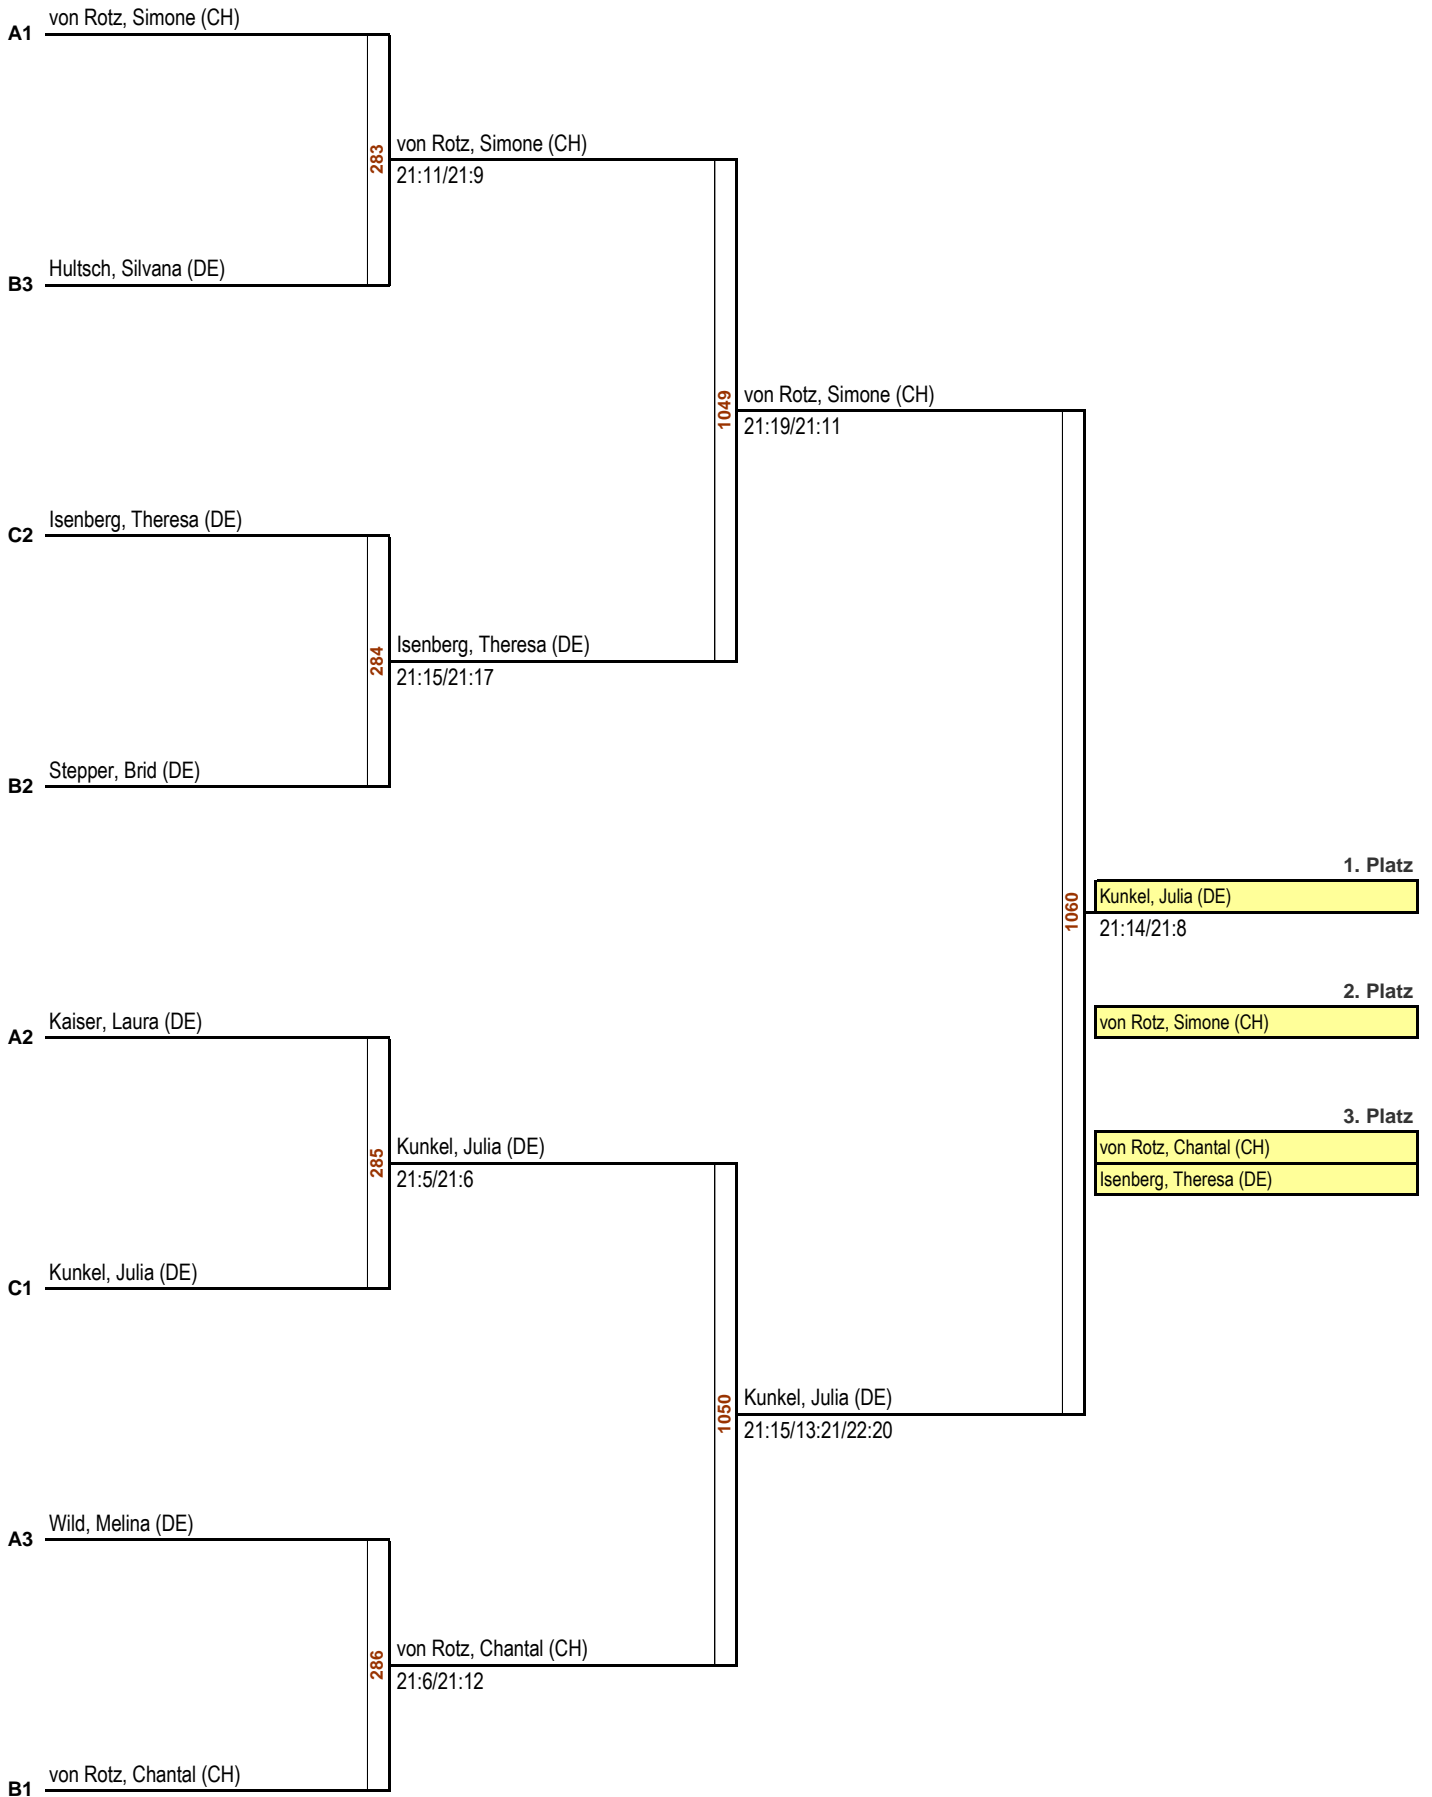 von Rotz, Simone (CH)
A1
283
von Rotz, Simone (CH)
21:11/21:9
Hultsch, Silvana (DE)
B3
1049
von Rotz, Simone (CH)
21:19/21:11
Isenberg, Theresa (DE)
C2
284
Isenberg, Theresa (DE)
21:15/21:17
Stepper, Brid (DE)
B2
1060
1. Platz
Kunkel, Julia (DE)
21:14/21:8
2. Platz
von Rotz, Simone (CH)
3. Platz
von Rotz, Chantal (CH)
Isenberg, Theresa (DE)
Kaiser, Laura (DE)
A2
285
Kunkel, Julia (DE)
21:5/21:6
Kunkel, Julia (DE)
C1
1050
Kunkel, Julia (DE)
21:15/13:21/22:20
Wild, Melina (DE)
A3
286
von Rotz, Chantal (CH)
21:6/21:12
von Rotz, Chantal (CH)
B1